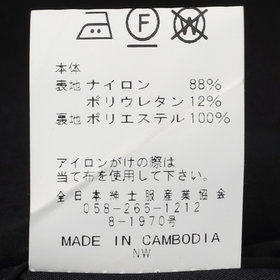 F W
本体
表地 ナイロン 88%
ポリウレタン 12%
裏地 ポリエステル 100%
アイロンがけの際は
当て布を使用して下さい。
全日本紳士服産業協会
058-265-1212
8-1970号
MADE IN CAMBODIA
NW